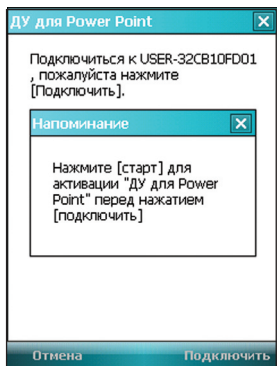 ДУ для Power Point
Подключиться к USER-32CB10FD01
, пожалуйста нажмите
[Подключить].
Напоминание
Нажмите [старт] для
активации "ДУ для Power
Point" перед нажатием
[подключить]
Отмена Подключить